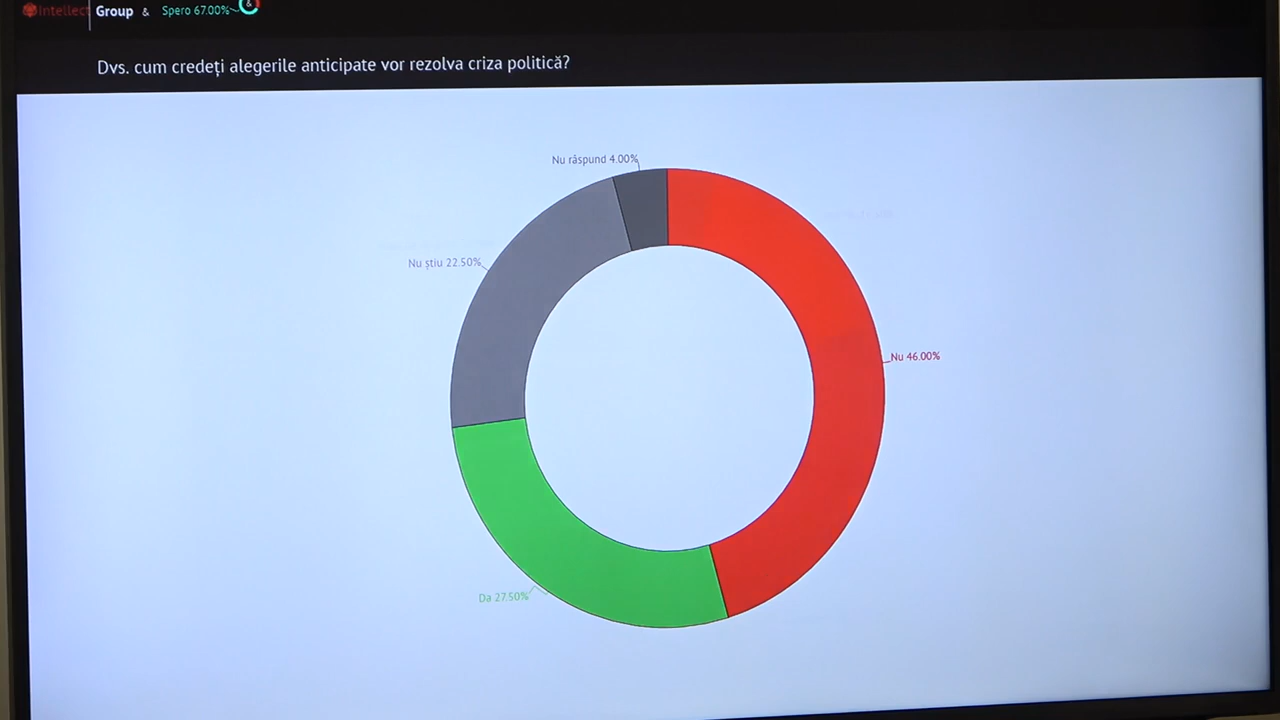 Intellect Group & Spero 67.00%
Dvs. cum credeți alegerile anticipate vor rezolva criza politică?
Nu răspund 4.00%
Nu știu 22.50%
Nu 46.00%
Da 27.50%